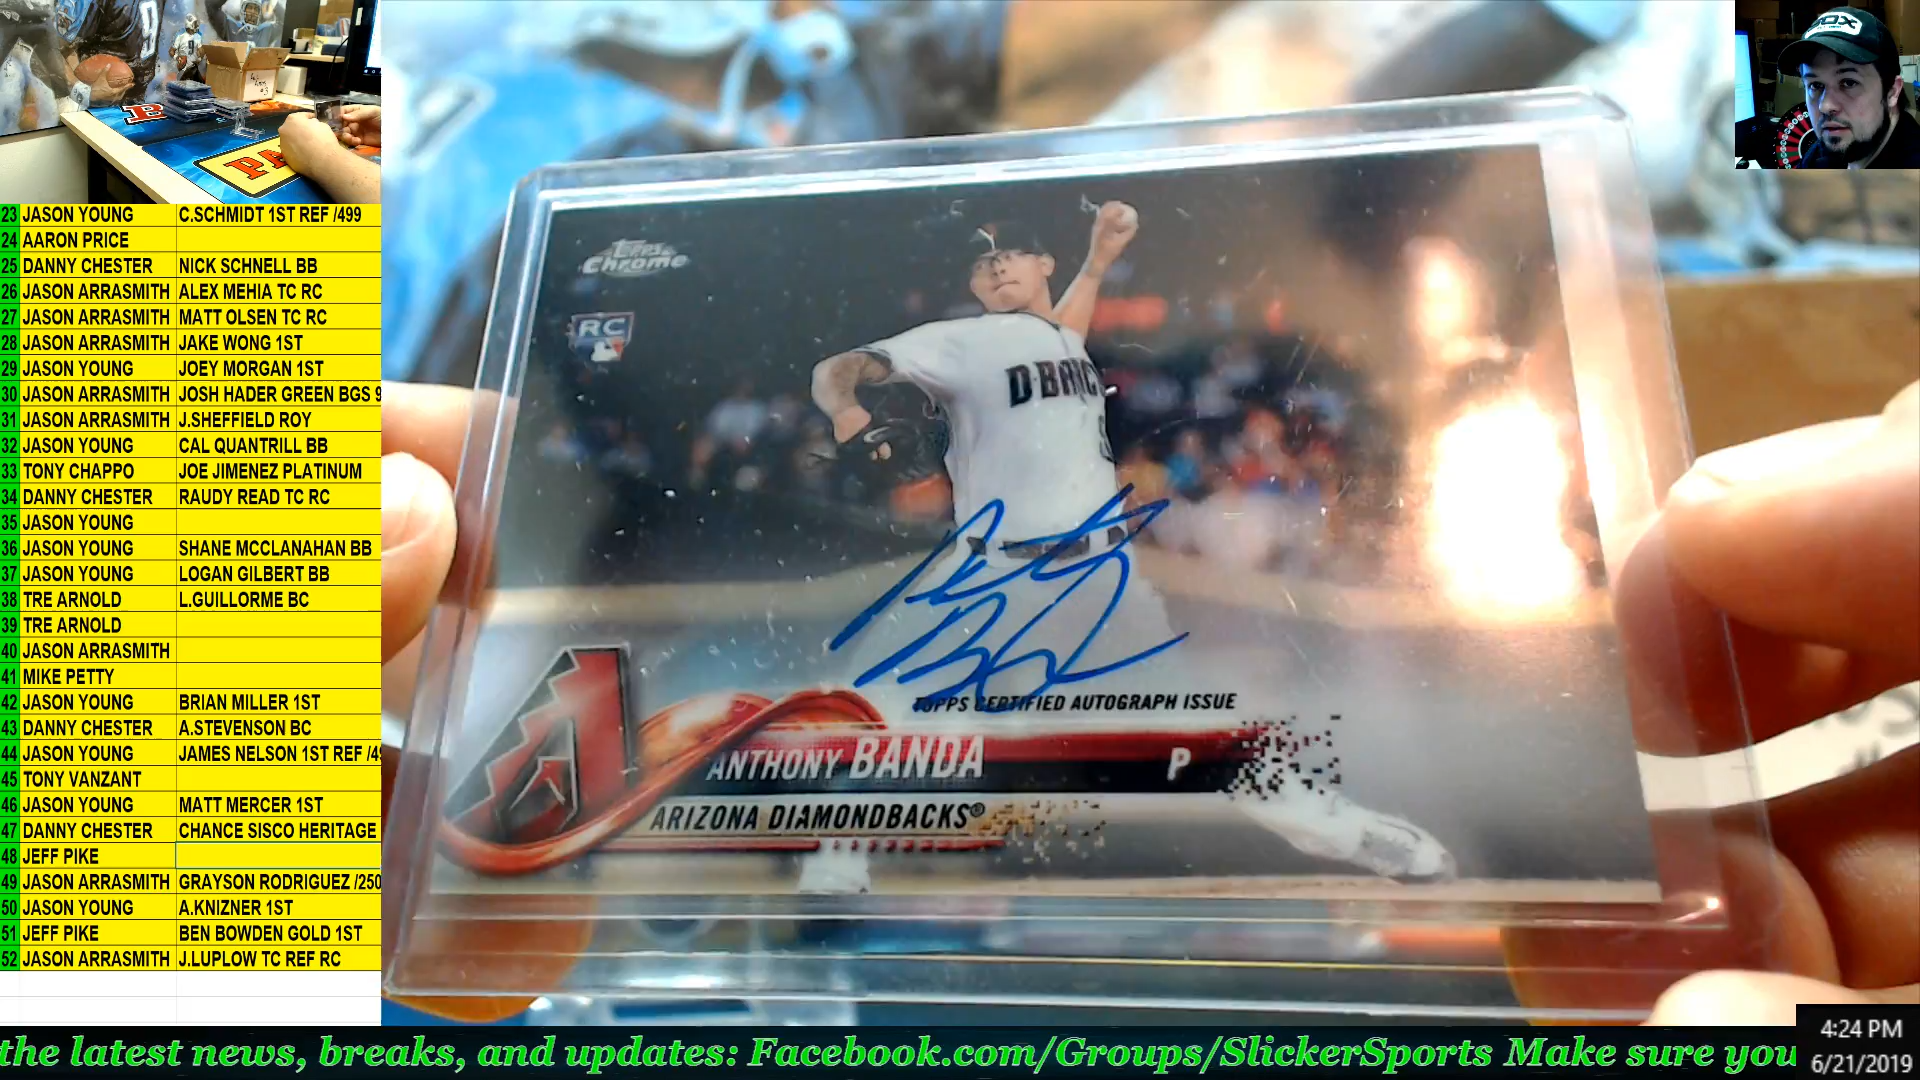 23 JASON YOUNG C.SCHMIDT 1ST REF /499
24 AARON PRICE
25 DANNY CHESTER NICK SCHNELL BB
26 JASON ARRASMITH ALEX MEHIA TC RC
27 JASON ARRASMITH MATT OLSEN TC RC
28 JASON ARRASMITH JAKE WONG 1ST
29 JASON YOUNG JOEY MORGAN 1ST
30 JASON ARRASMITH JOSH HADER GREEN BGS 9
31 JASON ARRASMITH J.SHEFFIELD ROY
32 JASON YOUNG CAL QUANTRILL BB
33 TONY CHAPPO JOE JIMENEZ PLATINUM
34 DANNY CHESTER RAUDY READ TC RC
35 JASON YOUNG
36 JASON YOUNG SHANE MCCLANAHAN BB
37 JASON YOUNG LOGAN GILBERT BB
38 TRE ARNOLD L.GUILLORME BC
39 TRE ARNOLD
40 JASON ARRASMITH
41 MIKE PETTY
42 JASON YOUNG BRIAN MILLER 1ST
43 DANNY CHESTER A.STEVENSON BC
44 JASON YOUNG JAMES NELSON 1ST REF /4
45 TONY VANZANT
46 JASON YOUNG MATT MERCER 1ST
47 DANNY CHESTER CHANCE SISCO HERITAGE
48 JEFF PIKE
49 JASON ARRASMITH GRAYSON RODRIGUEZ /250
50 JASON YOUNG A.KNIZNER 1ST
51 JEFF PIKE BEN BOWDEN GOLD 1ST
52 JASON ARRASMITH J.LUPLOW TC REF RC
Topps
Chrome
RC
D-BAC
TOPPS CERTIFIED AUTOGRAPH ISSUE
ANTHONY BANDA P
ARIZONA DIAMONDBACKS®
the latest news, breaks, and updates: Facebook.com/Groups/SlickerSports Make sure you
4:24 PM
6/21/2019